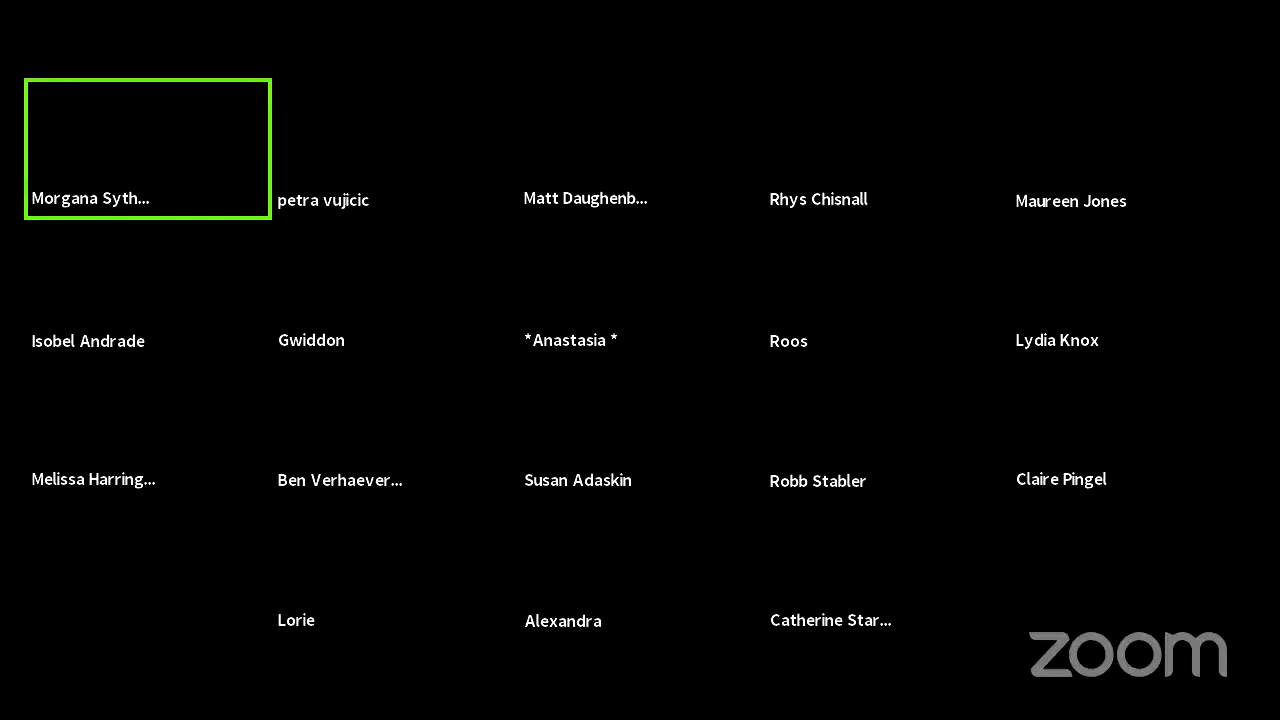 Morgana Syth...
petra vujicic
Matt Daughenb...
Rhys Chisnall
Maureen Jones
Isobel Andrade
Gwiddon
*Anastasia *
Roos
Lydia Knox
Melissa Harring...
Ben Verhaever...
Susan Adaskin
Robb Stabler
Claire Pingel
Lorie
Alexandra
Catherine Star...
zoom